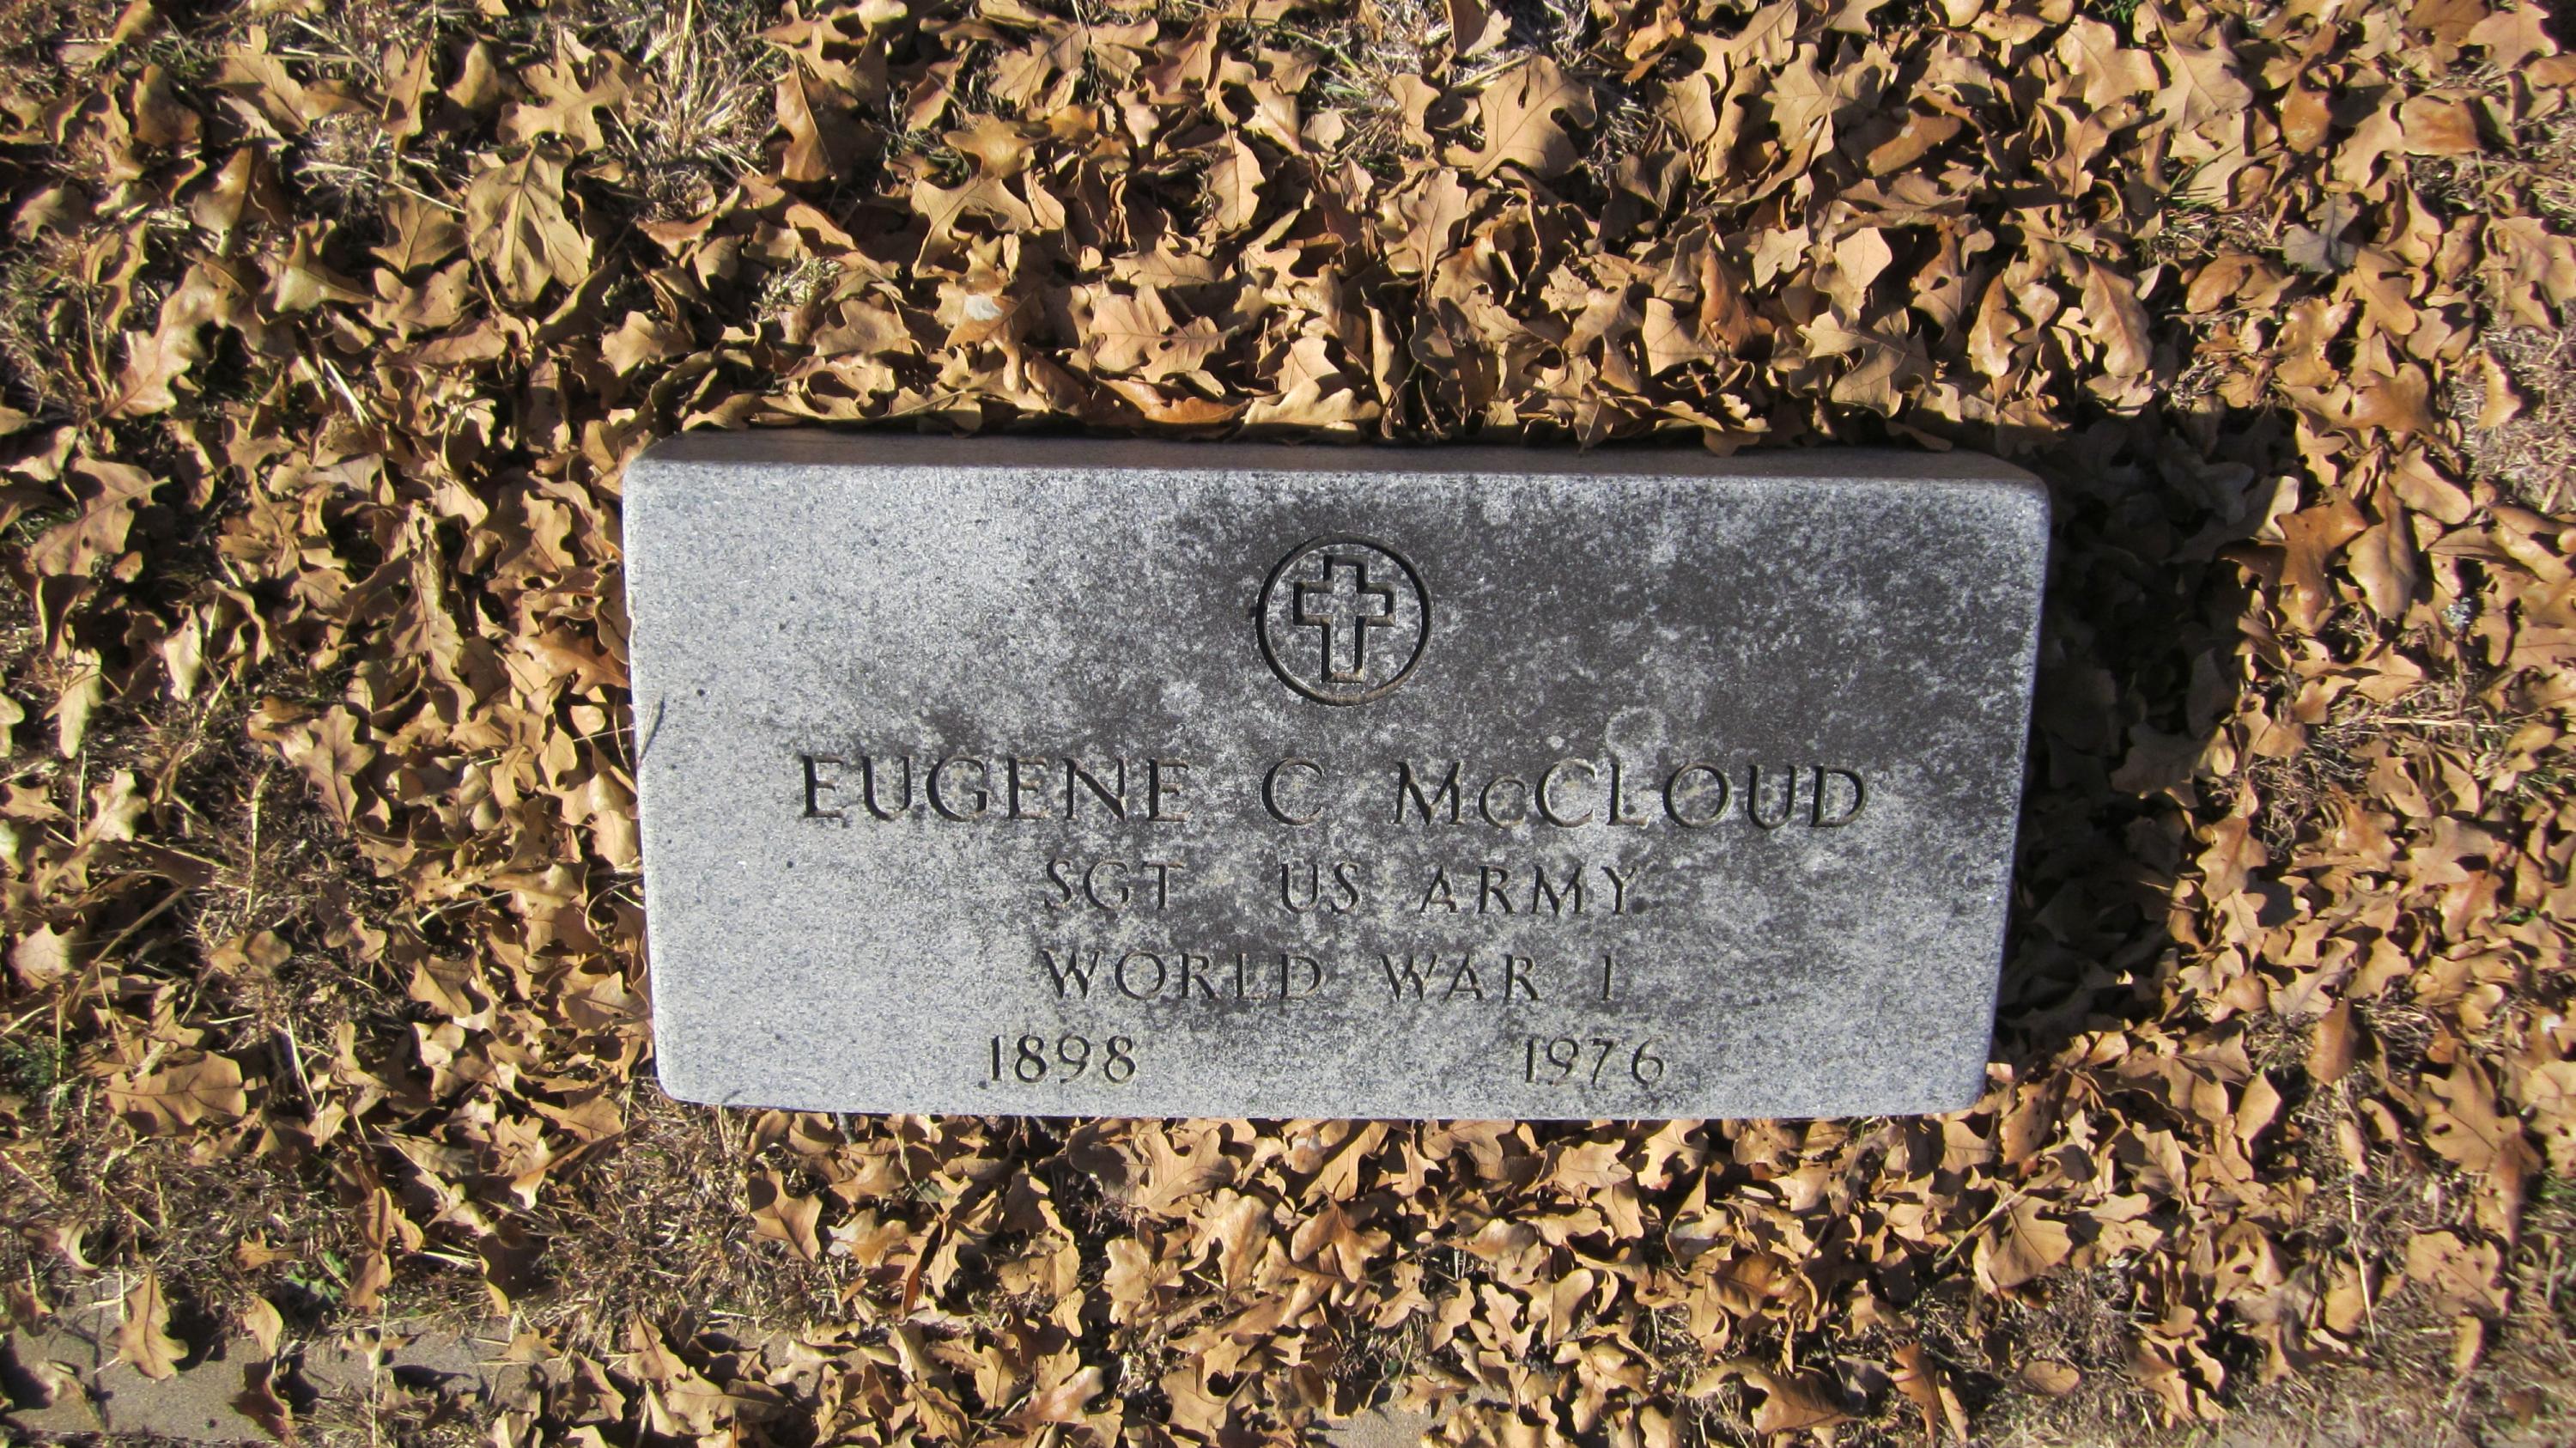 EUGENE C McCLOUD
SGT US ARMY
WORLD WAR I
1898 1976